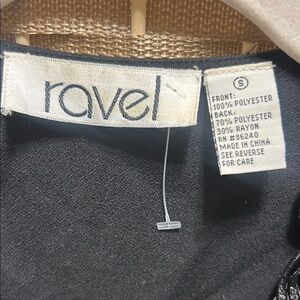 ravel
S
FRONT:
100% POLYESTER
BACK:
70% POLYESTER
30% RAYON
RN #86240
MADE IN CHINA
SEE REVERSE
FOR CARE